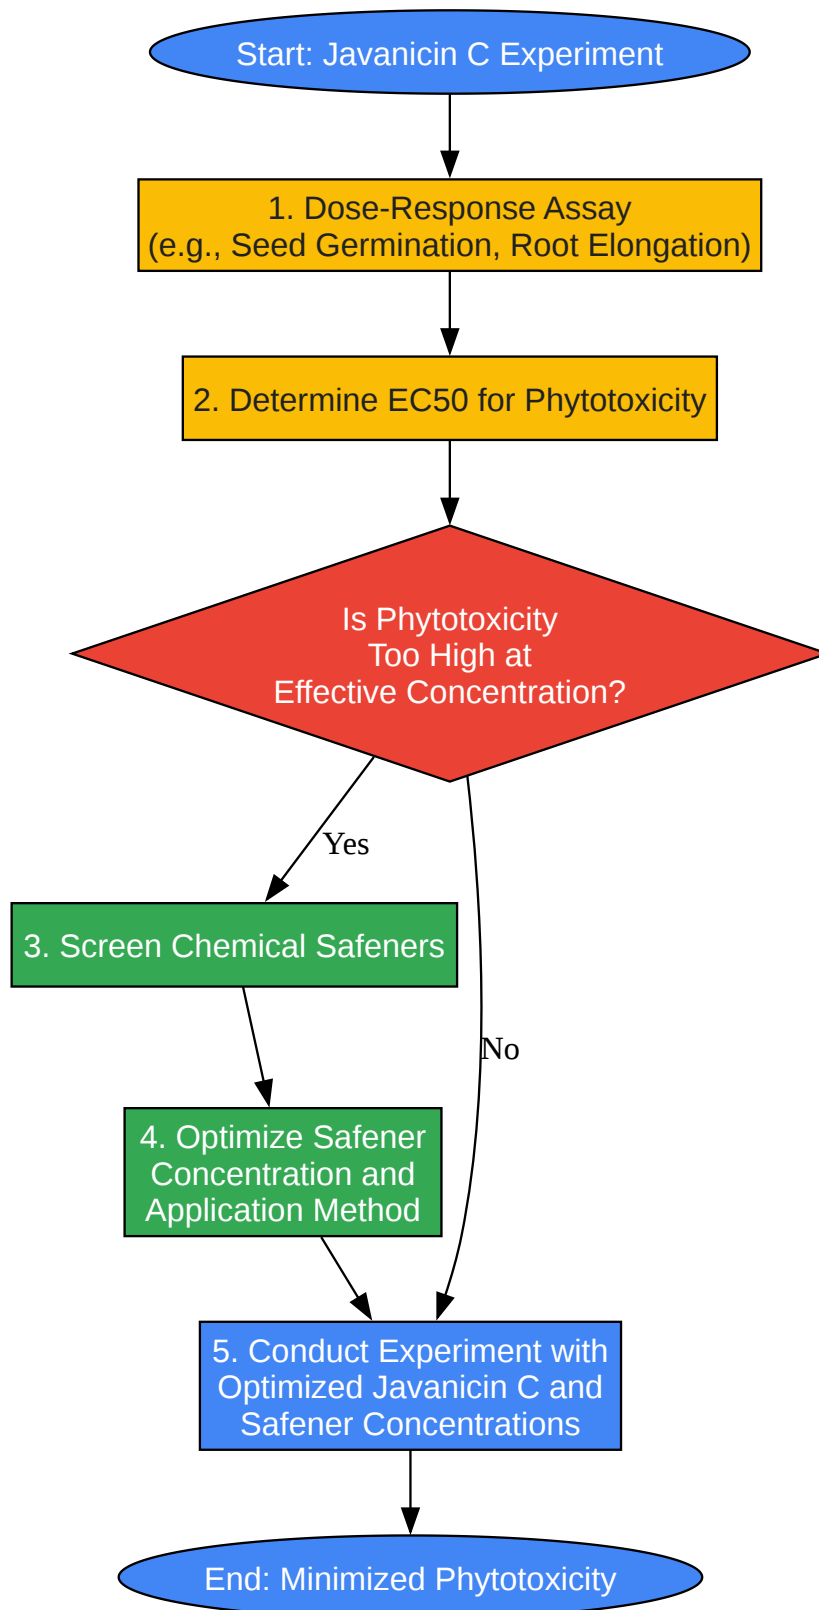 Start: Javanicin C Experiment
1. Dose-Response Assay
(e.g., Seed Germination, Root Elongation)
2. Determine EC50 for Phytotoxicity
Is Phytotoxicity
Too High at
Effective Concentration?
Yes
3. Screen Chemical Safeners
No
4. Optimize Safener
Concentration and
Application Method
5. Conduct Experiment with
Optimized Javanicin C and
Safener Concentrations
End: Minimized Phytotoxicity